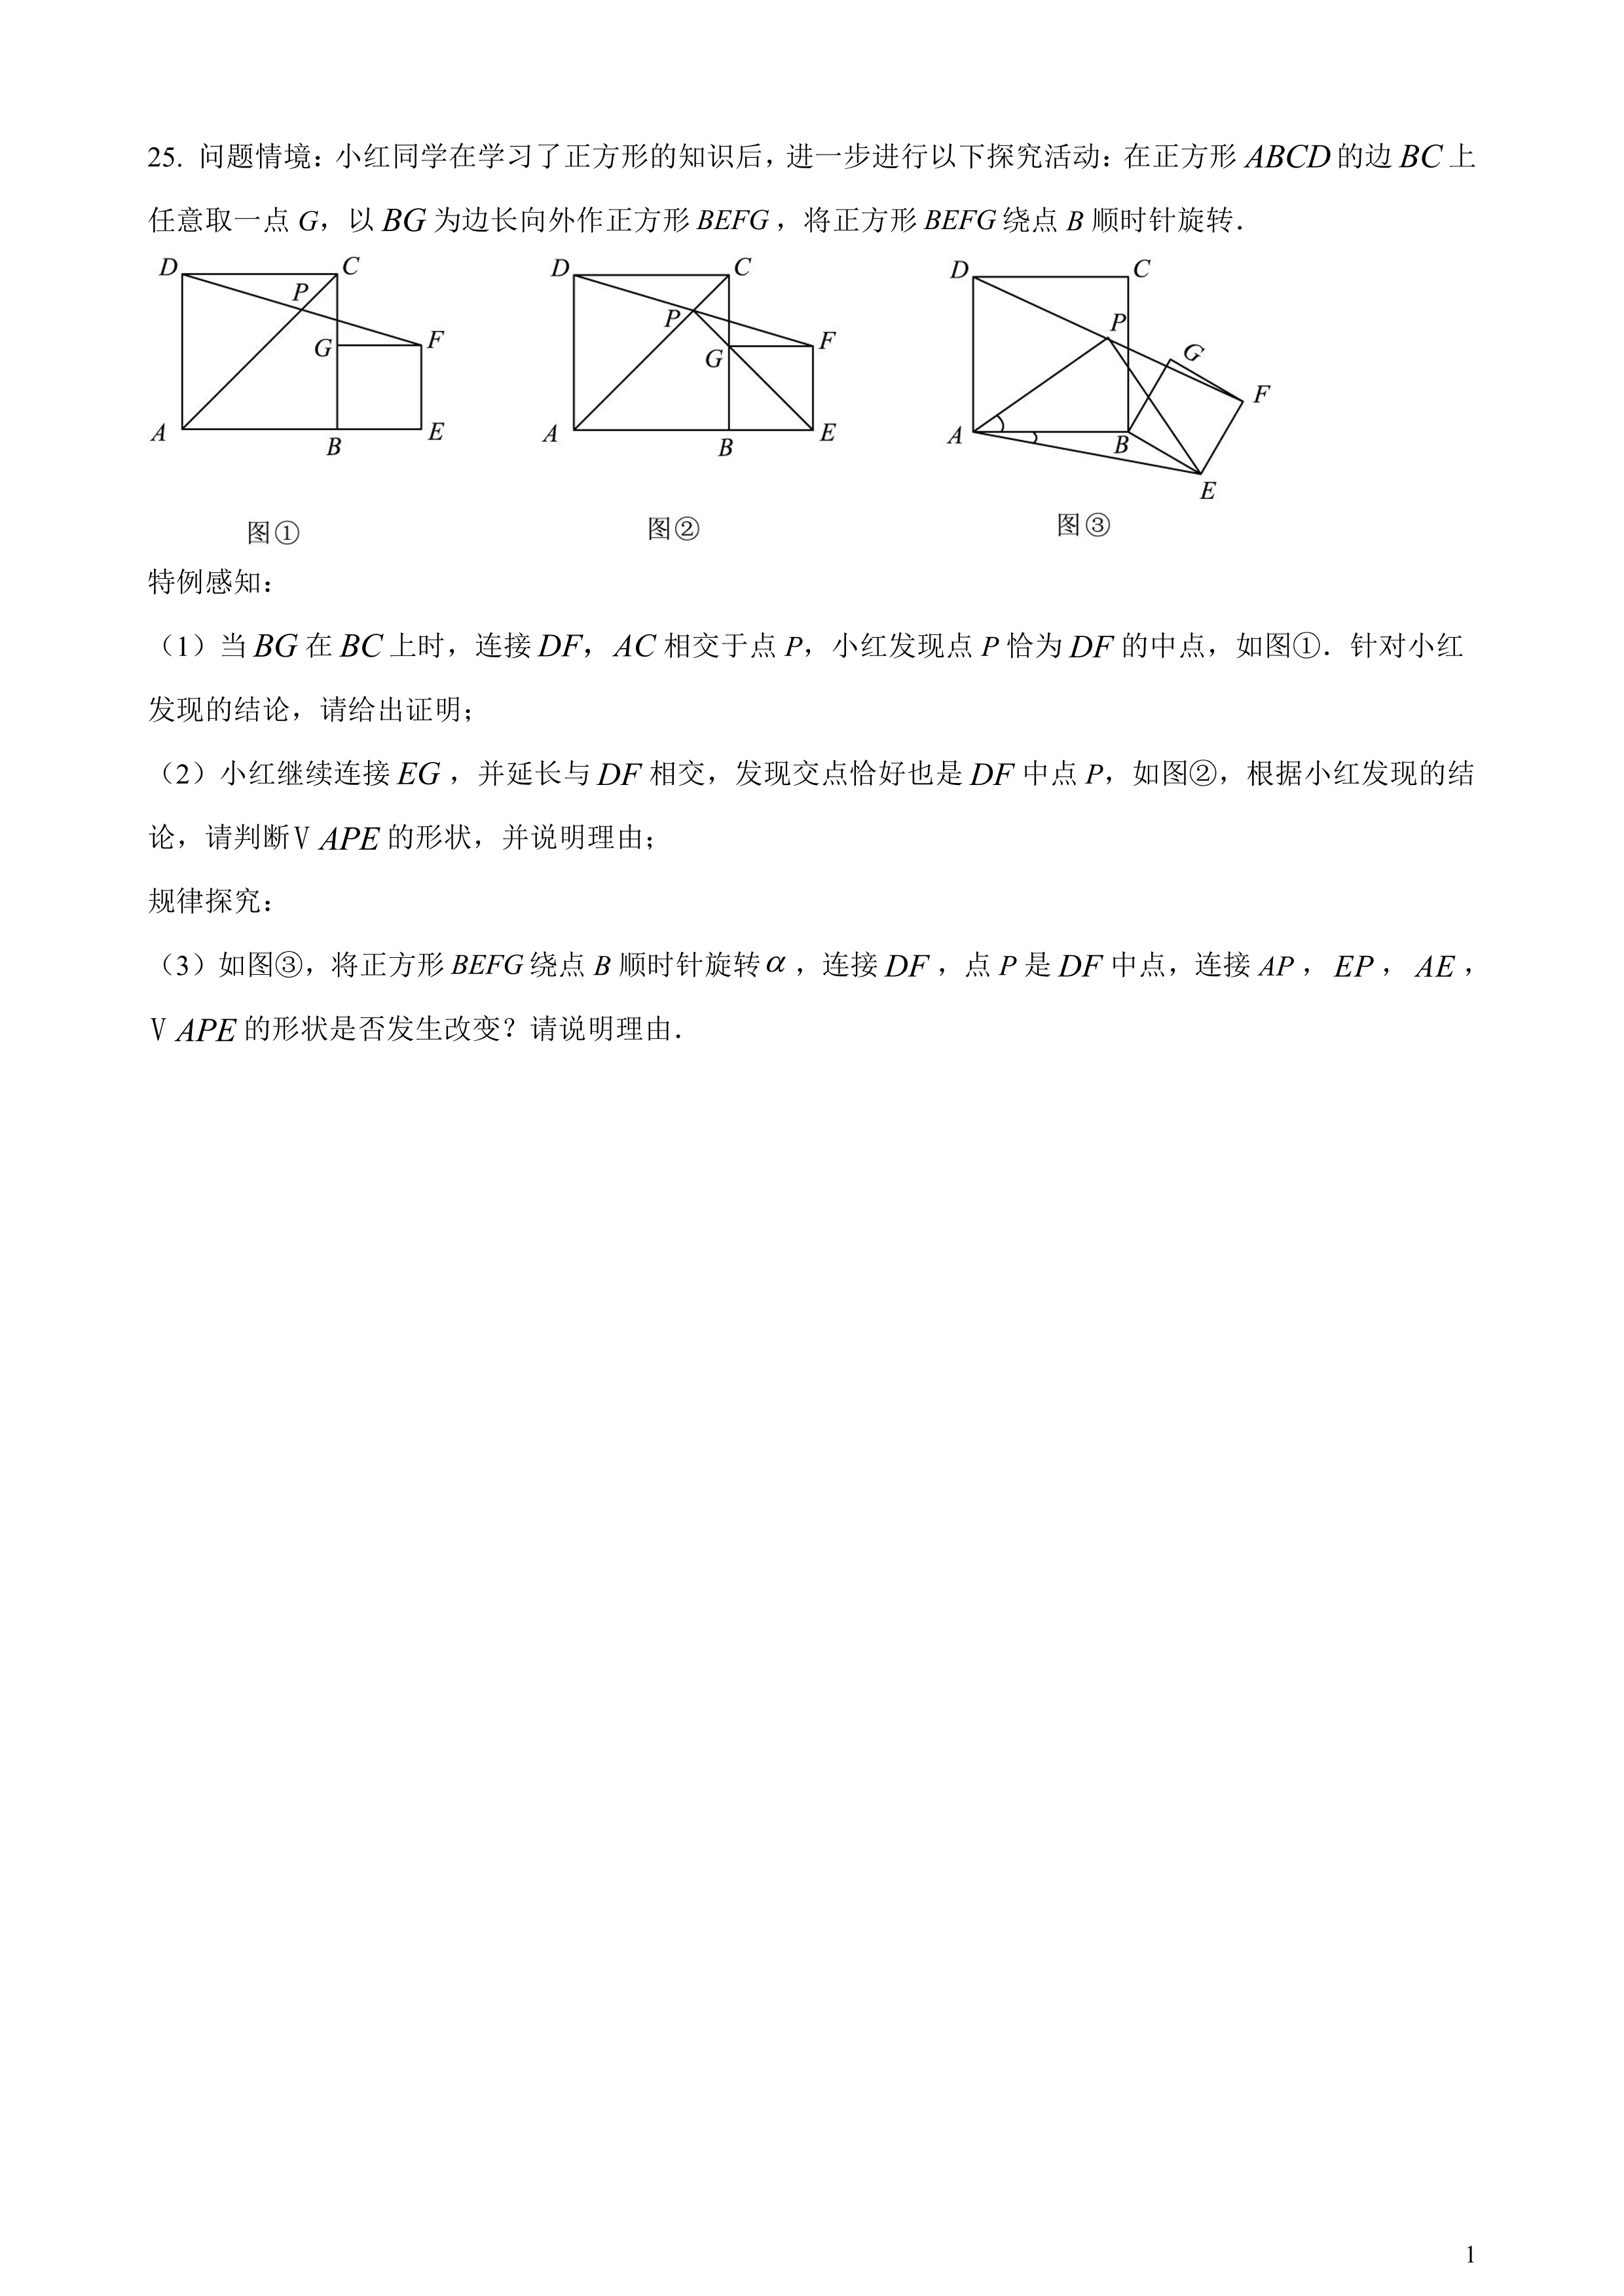 25. 问题情境：小红同学在学习了正方形的知识后，进一步进行以下探究活动：在正方形 ABCD 的边 BC 上
任意取一点 G，以 BG 为边长向外作正方形 BEFG，将正方形 BEFG 绕点 B 顺时针旋转．
D C P G F A B E
D C P G F A B E
D C P G F A B E
图① 图② 图③
特例感知：
（1）当 BG 在 BC 上时，连接 DF，AC 相交于点 P，小红发现点 P 恰为 DF 的中点，如图①．针对小红
发现的结论，请给出证明；
（2）小红继续连接 EG，并延长与 DF 相交，发现交点恰好也是 DF 中点 P，如图②，根据小红发现的结
论，请判断V APE 的形状，并说明理由；
规律探究：
（3）如图③，将正方形 BEFG 绕点 B 顺时针旋转 α，连接 DF，点 P 是 DF 中点，连接 AP，EP，AE，
V APE 的形状是否发生改变？请说明理由．
1